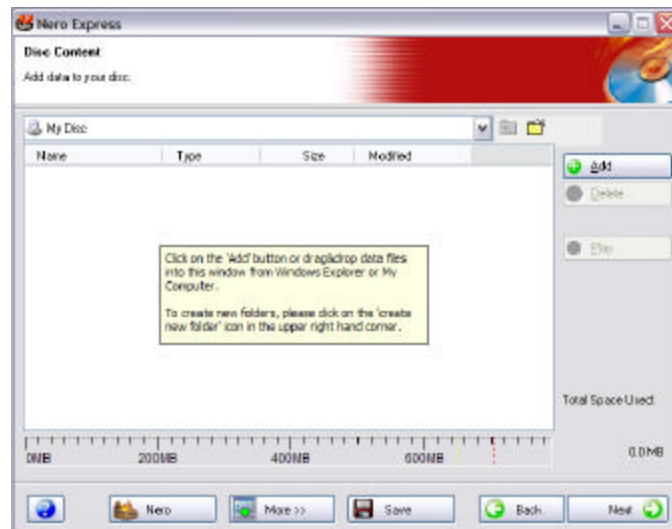 Nero Express
Disc Content
Add data to your disc.
My Disc
Name Type Size Modified
Add
Delete
Play
Click on the 'Add' button or drag&drop data files
into this window from Windows Explorer or My
Computer.
To create new folders, please click on the 'create
new folder' icon in the upper right hand corner.
Total Space Used:
0MB 200MB 400MB 600MB 0.0MB
Nero More >> Save Back Next